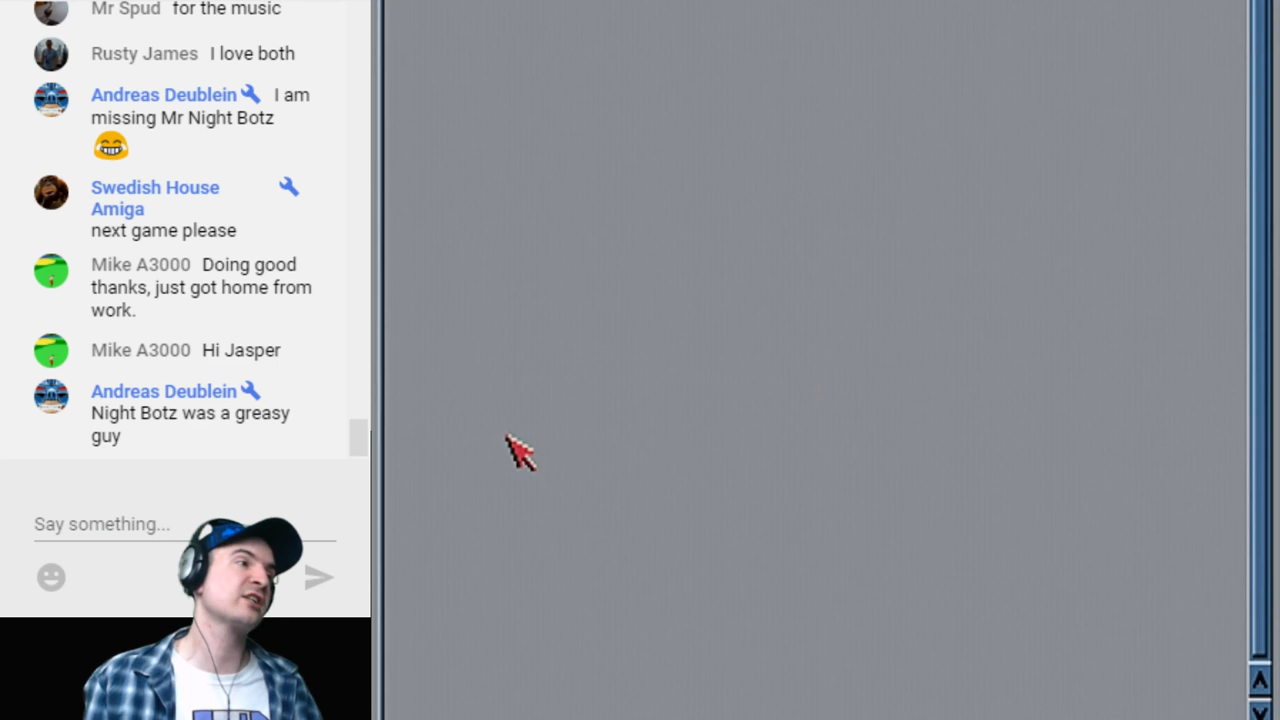 Mr Spud for the music
Rusty James I love both
Andreas Deublein I am
missing Mr Night Botz
Swedish House
Amiga
next game please
Mike A3000 Doing good
thanks, just got home from
work.
Mike A3000 Hi Jasper
Andreas Deublein
Night Botz was a greasy
guy
Say something...